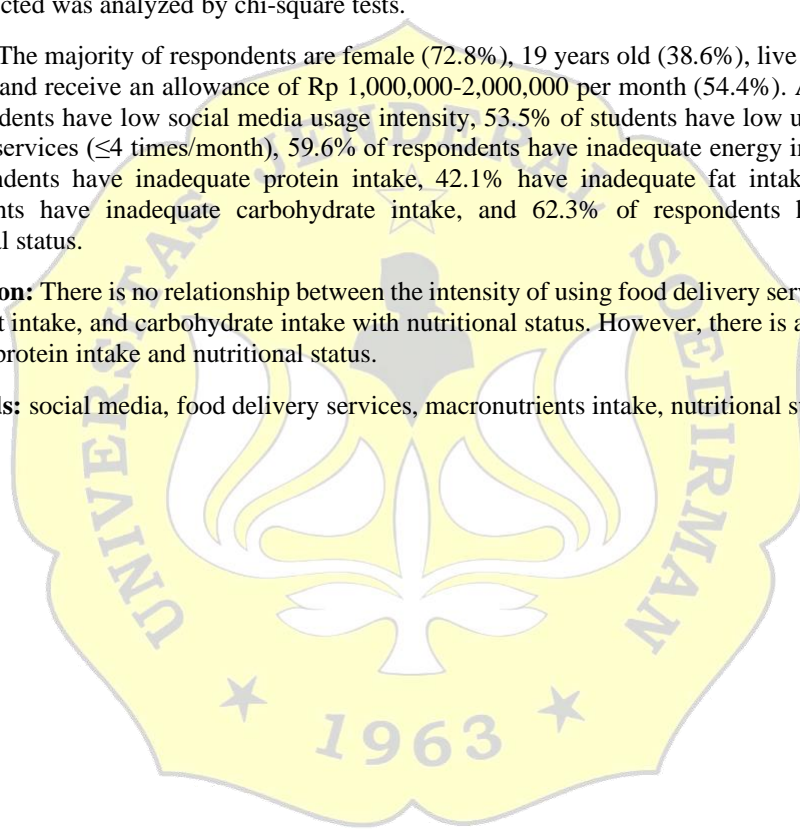 cted was analyzed by chi-square tests.
The majority of respondents are female (72.8%), 19 years old (38.6%), live
and receive an allowance of Rp 1,000,000-2,000,000 per month (54.4%). A
dents have low social media usage intensity, 53.5% of students have low u
services (≤4 times/month), 59.6% of respondents have inadequate energy in
ndents have inadequate protein intake, 42.1% have inadequate fat intak
nts have inadequate carbohydrate intake, and 62.3% of respondents h
al status.
on: There is no relationship between the intensity of using food delivery serv
t intake, and carbohydrate intake with nutritional status. However, there is a
protein intake and nutritional status.
ls: social media, food delivery services, macronutrients intake, nutritional st
UNIVERSITAS JENDERAL SOEDIRMAN
1963